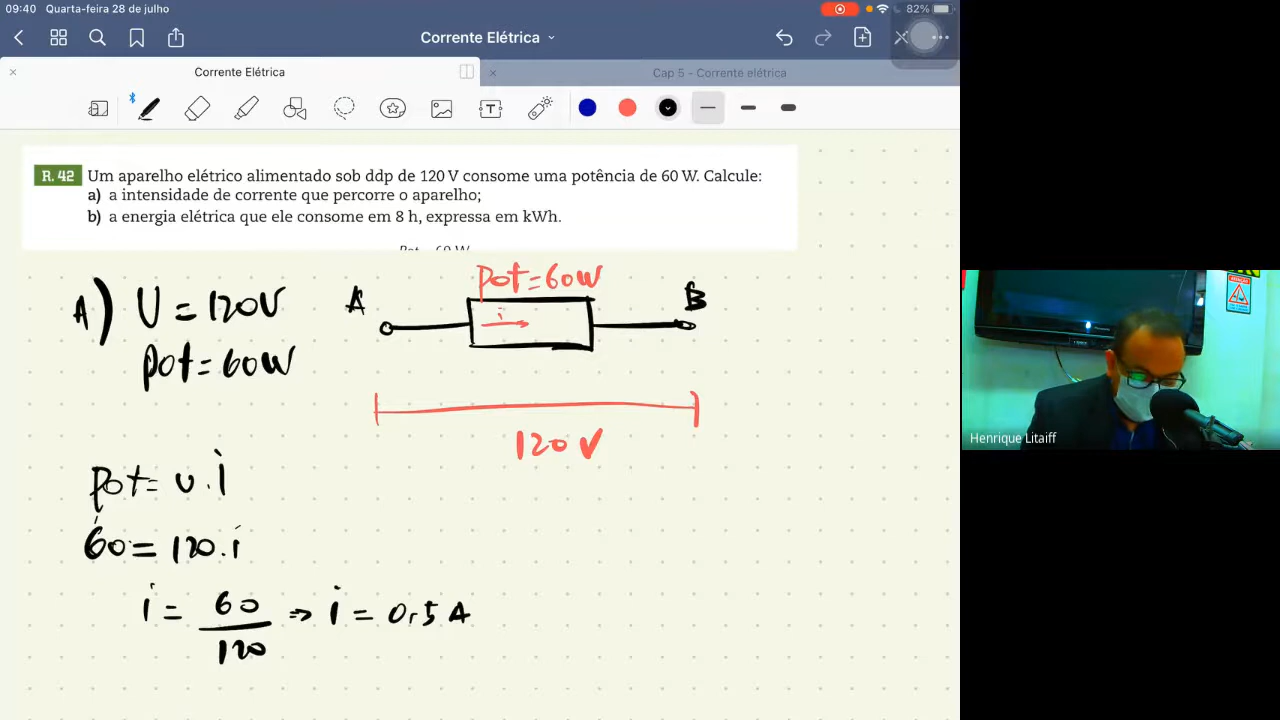 09:40 Quarta-feira 28 de julho
82%
Corrente Elétrica
Corrente Elétrica
Cap 5 - Corrente elétrica
R. 42 Um aparelho elétrico alimentado sob ddp de 120 V consome uma potência de 60 W. Calcule:
a) a intensidade de corrente que percorre o aparelho;
b) a energia elétrica que ele consome em 8 h, expressa em kWh.
A) U = 120V
pot = 60W
A
pot = 60W
i
B
120 V
pot = U . i
60 = 120 . i
i = 60/120 => i = 0,5 A
Henrique Litaiff